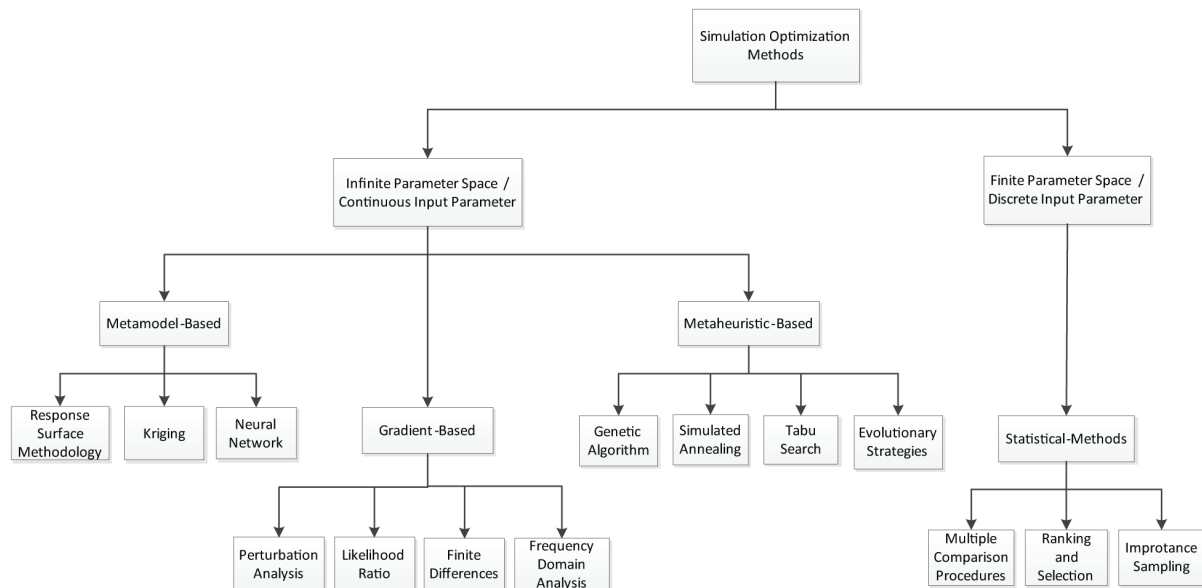 Simulation Optimization
Methods
Infinite Parameter Space /
Continuous Input Parameter
Finite Parameter Space /
Discrete Input Parameter
Metamodel-Based
Metaheuristic-Based
Response
Surface
Methodology
Kriging
Neural
Network
Gradient-Based
Genetic
Algorithm
Simulated
Annealing
Tabu
Search
Evolutionary
Strategies
Statistical-Methods
Perturbation
Analysis
Likelihood
Ratio
Finite
Differences
Frequency
Domain
Analysis
Multiple
Comparison
Procedures
Ranking
and
Selection
Improtance
Sampling